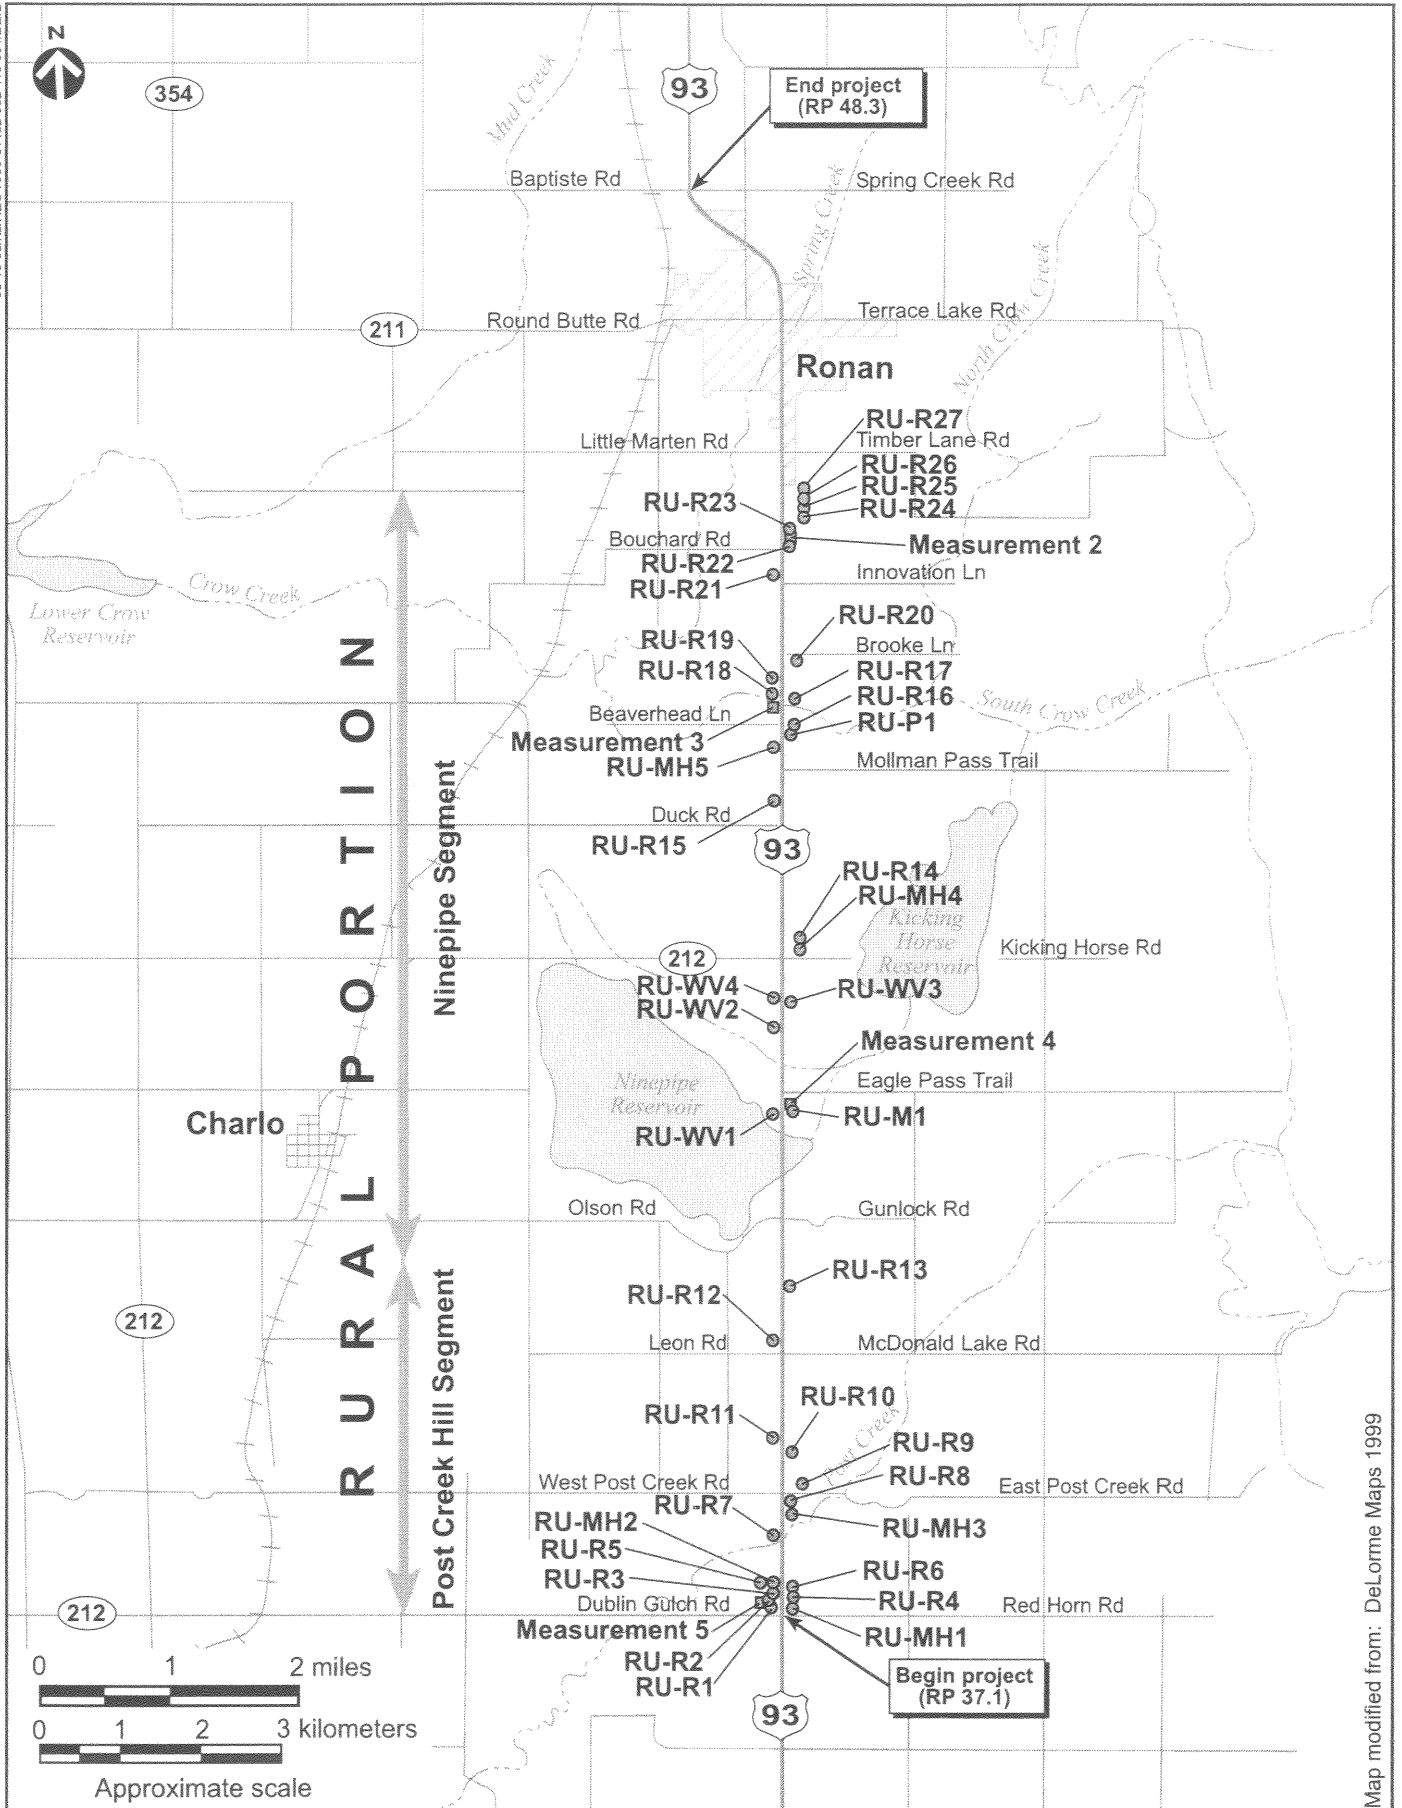 N
354
Mud Creek
93
End project
(RP 48.3)
Baptiste Rd
Spring Creek Rd
Spring Creek
North Crow Creek
211
Round Butte Rd
Terrace Lake Rd
Ronan
RU-R27
Little Marten Rd
Timber Lane Rd
RU-R26
RU-R25
RU-R23
RU-R24
Bouchard Rd
Measurement 2
RU-R22
Innovation Ln
RU-R21
Crow Creek
Lower Crow
Reservoir
RU-R20
RU-R19
Brooke Ln
RU-R18
RU-R17
RU-R16
South Crow Creek
Beaverhead Ln
RU-P1
Measurement 3
RU-MH5
Mollman Pass Trail
Duck Rd
RU-R15
93
RU-R14
RU-MH4
Kicking
Horse
Reservoir
212
Kicking Horse Rd
RU-WV4
RU-WV3
RU-WV2
Measurement 4
Ninepipe
Reservoir
Eagle Pass Trail
RU-M1
Charlo
RU-WV1
Olson Rd
Gunlock Rd
RURAL PORTION
Ninepipe Segment
Post Creek Hill Segment
RU-R13
RU-R12
212
Leon Rd
McDonald Lake Rd
RU-R10
RU-R11
Post Creek
RU-R9
RU-R8
West Post Creek Rd
East Post Creek Rd
RU-R7
RU-MH2
RU-MH3
RU-R5
RU-R6
RU-R3
RU-R4
212
Dublin Gulch Rd
Red Horn Rd
Measurement 5
RU-MH1
RU-R2
RU-R1
Begin project
(RP 37.1)
93
0 1 2 miles
0 1 2 3 kilometers
Approximate scale
Map modified from: DeLorme Maps 1999